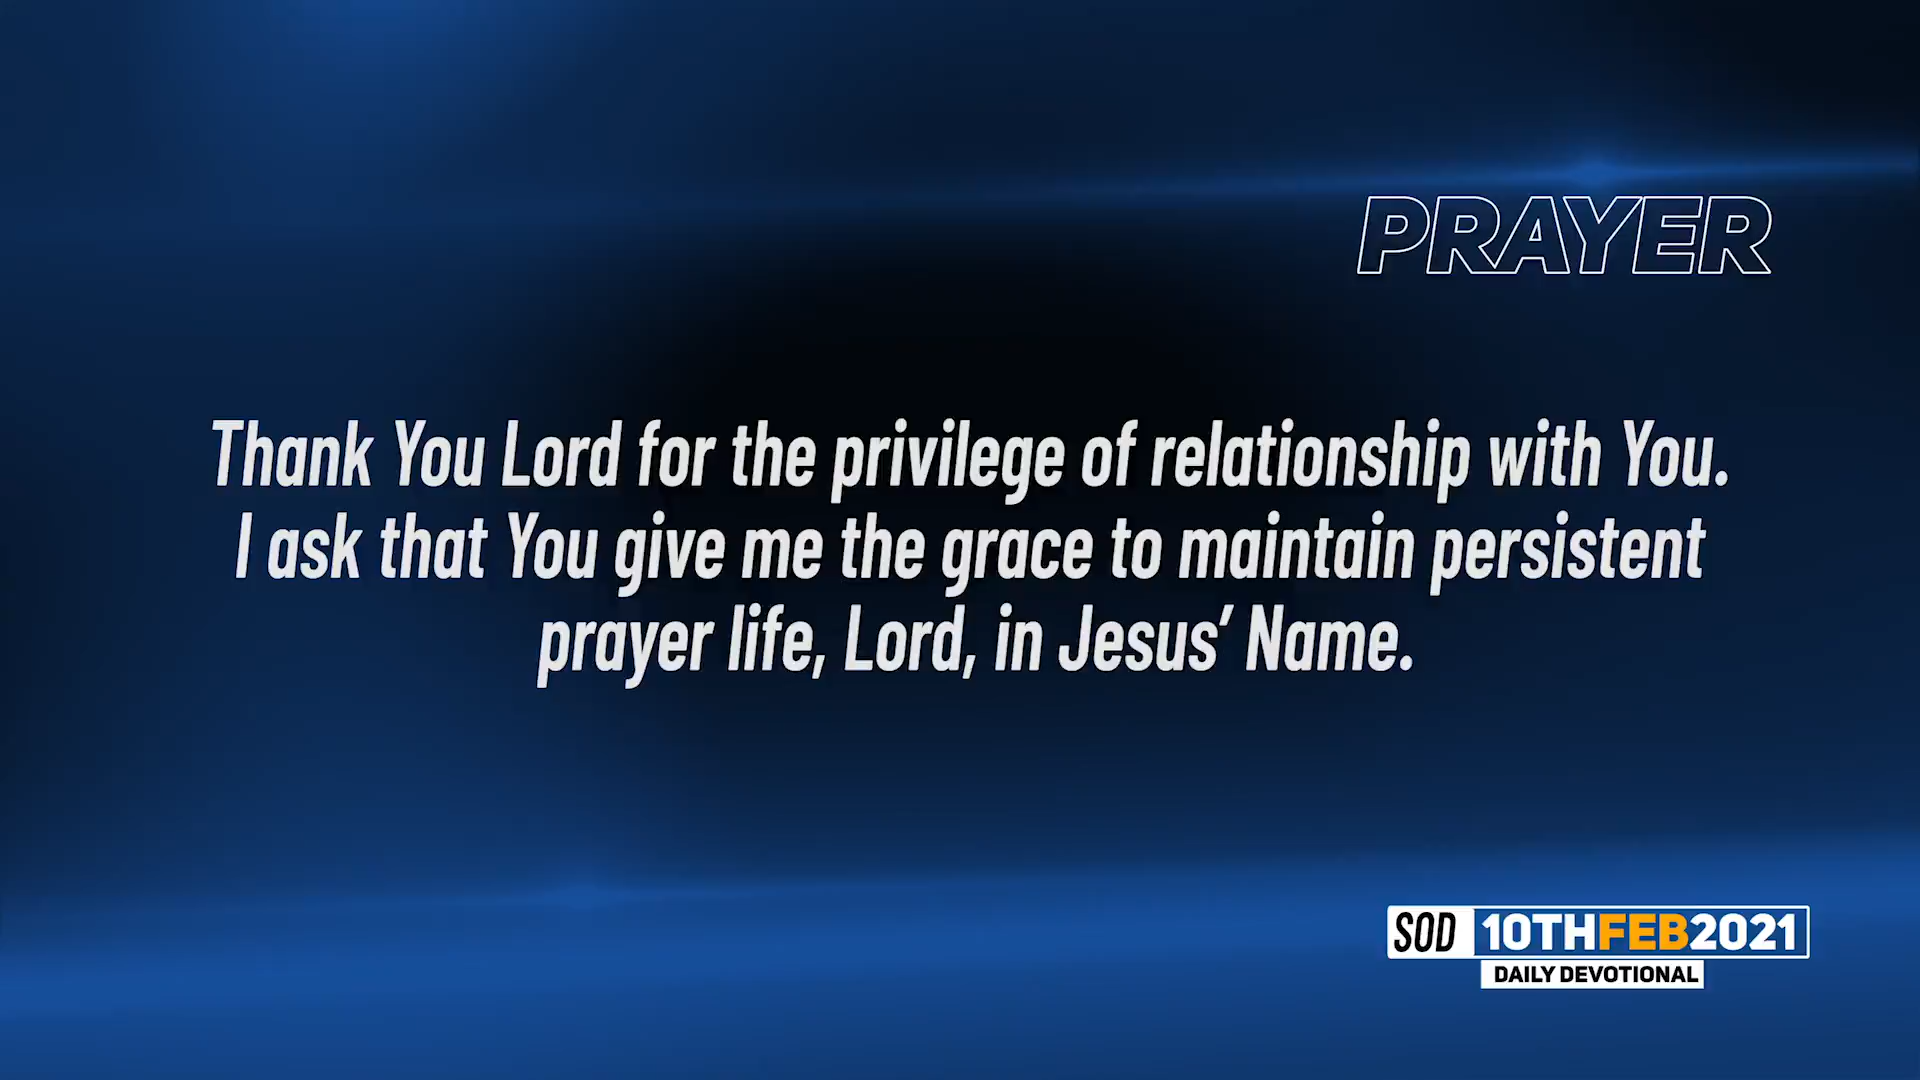 PRAYER
Thank You Lord for the privilege of relationship with You.
I ask that You give me the grace to maintain persistent
prayer life, Lord, in Jesus’ Name.
SOD 10THFEB2021
DAILY DEVOTIONAL